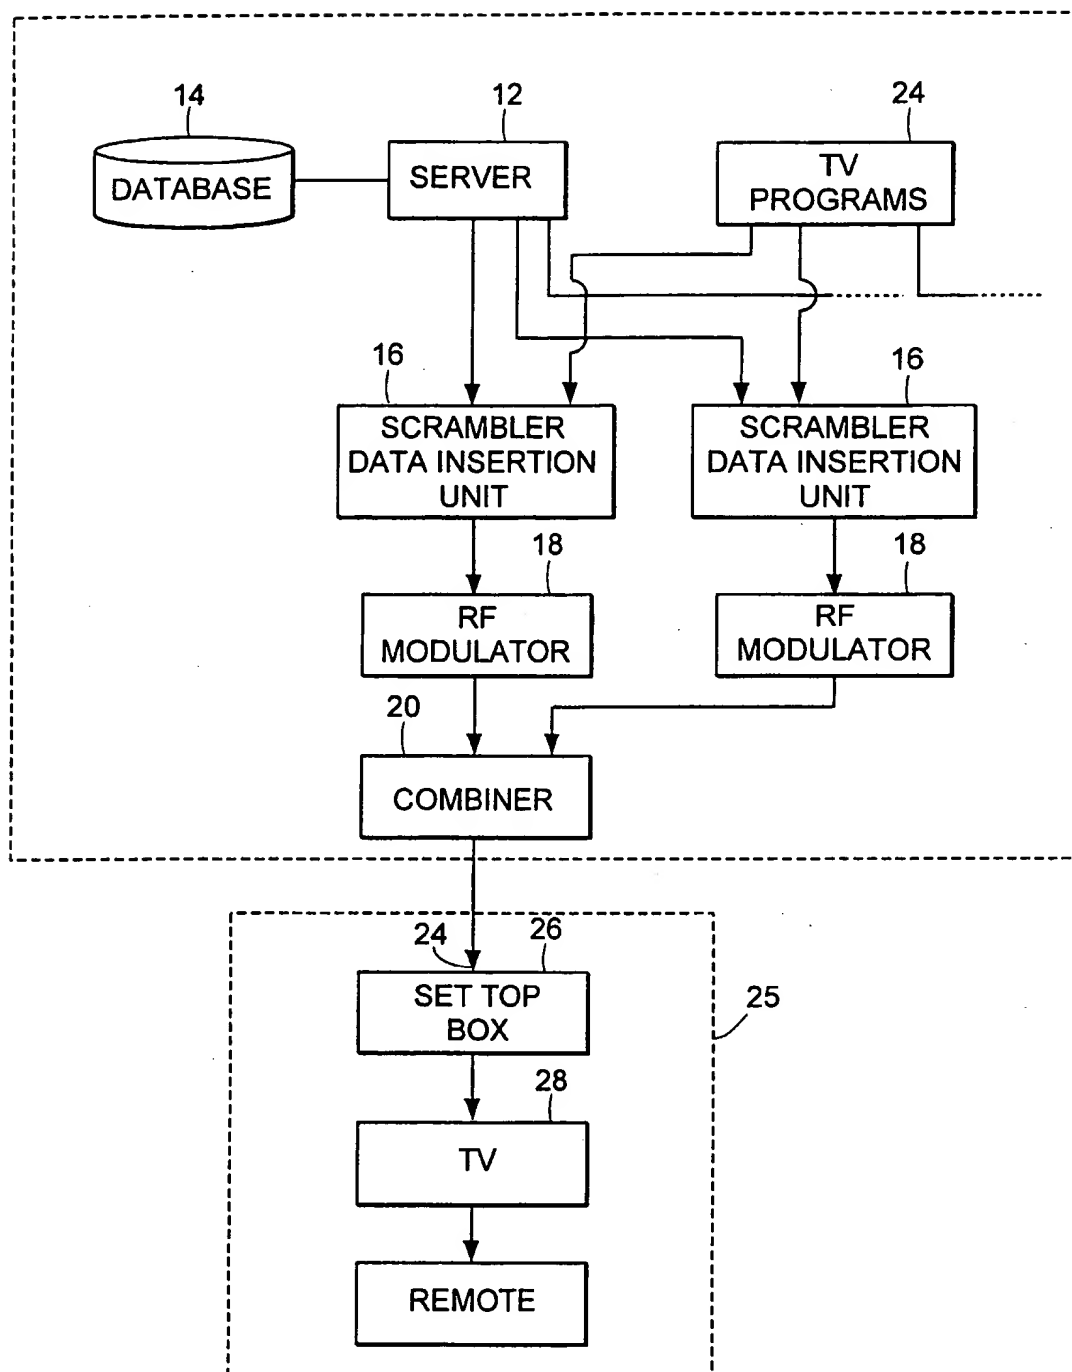 14
12
24
DATABASE
SERVER
TV
PROGRAMS
16
16
SCRAMBLER
DATA INSERTION
UNIT
SCRAMBLER
DATA INSERTION
UNIT
18
18
RF
MODULATOR
RF
MODULATOR
20
COMBINER
24
26
SET TOP
BOX
25
28
TV
REMOTE